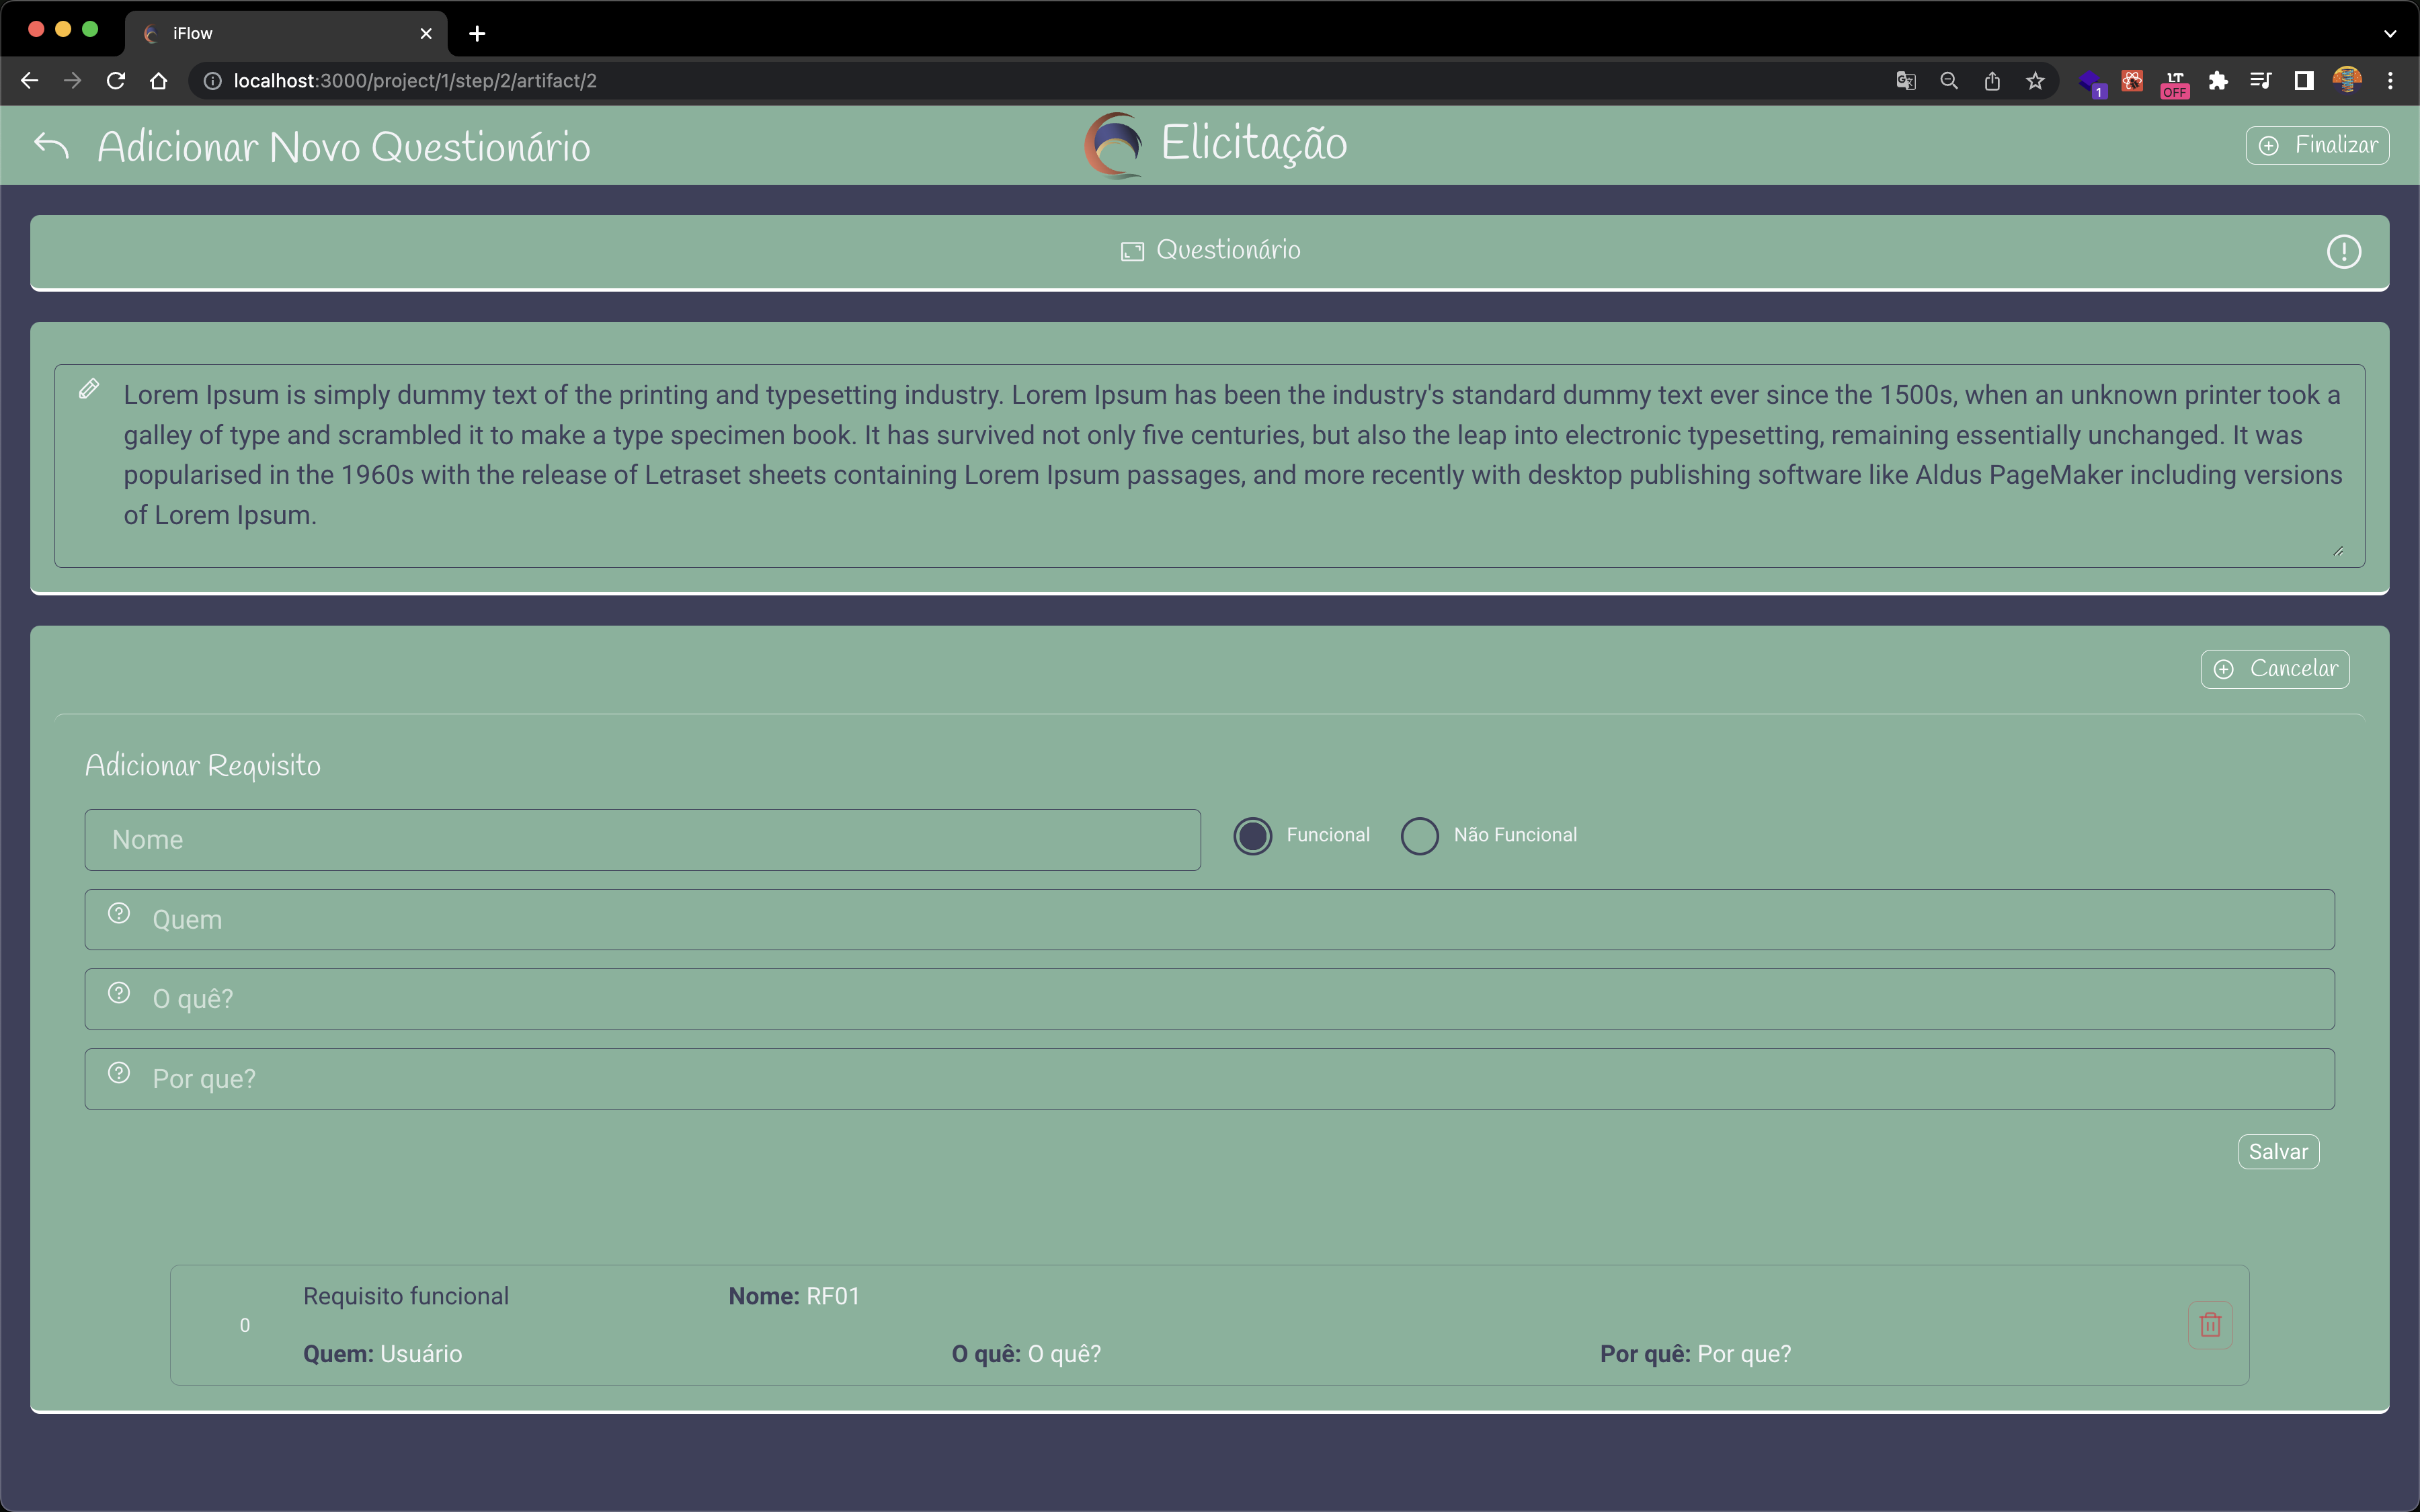 iFlow
localhost:3000/project/1/step/2/artifact/2
1
LT
OFF
Adicionar Novo Questionário
Elicitação
Finalizar
Questionário
Lorem Ipsum is simply dummy text of the printing and typesetting industry. Lorem Ipsum has been the industry's standard dummy text ever since the 1500s, when an unknown printer took a
galley of type and scrambled it to make a type specimen book. It has survived not only five centuries, but also the leap into electronic typesetting, remaining essentially unchanged. It was
popularised in the 1960s with the release of Letraset sheets containing Lorem Ipsum passages, and more recently with desktop publishing software like Aldus PageMaker including versions
of Lorem Ipsum.
Cancelar
Adicionar Requisito
Nome
Funcional
Não Funcional
Quem
O quê?
Por que?
Salvar
Requisito funcional
Nome: RF01
0
Quem: Usuário
O quê: O quê?
Por quê: Por que?